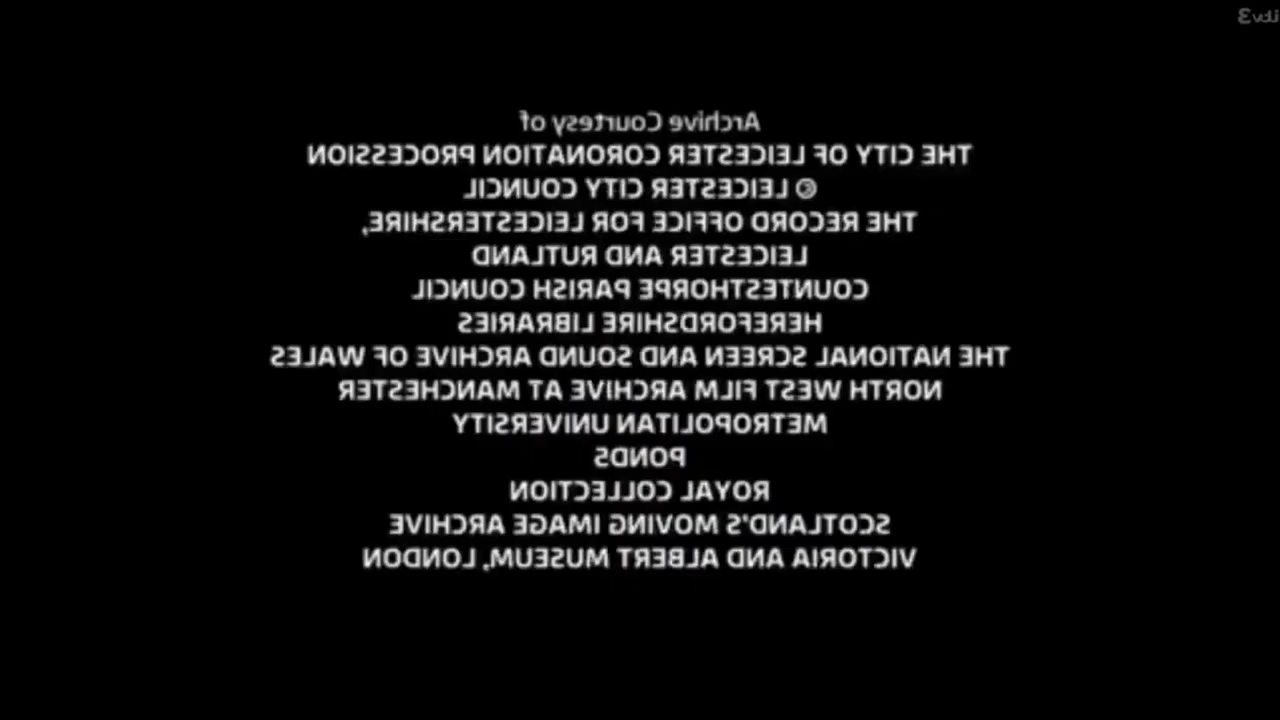 itv3
Archive Courtesy of
THE CITY OF LEICESTER CORONATION PROCESSION
© LEICESTER CITY COUNCIL
THE RECORD OFFICE FOR LEICESTERSHIRE,
LEICESTER AND RUTLAND
COUNTESTHORPE PARISH COUNCIL
HEREFORDSHIRE LIBRARIES
THE NATIONAL SCREEN AND SOUND ARCHIVE OF WALES
NORTH WEST FILM ARCHIVE AT MANCHESTER
METROPOLITAN UNIVERSITY
PONDS
ROYAL COLLECTION
SCOTLAND'S MOVING IMAGE ARCHIVE
VICTORIA AND ALBERT MUSEUM, LONDON